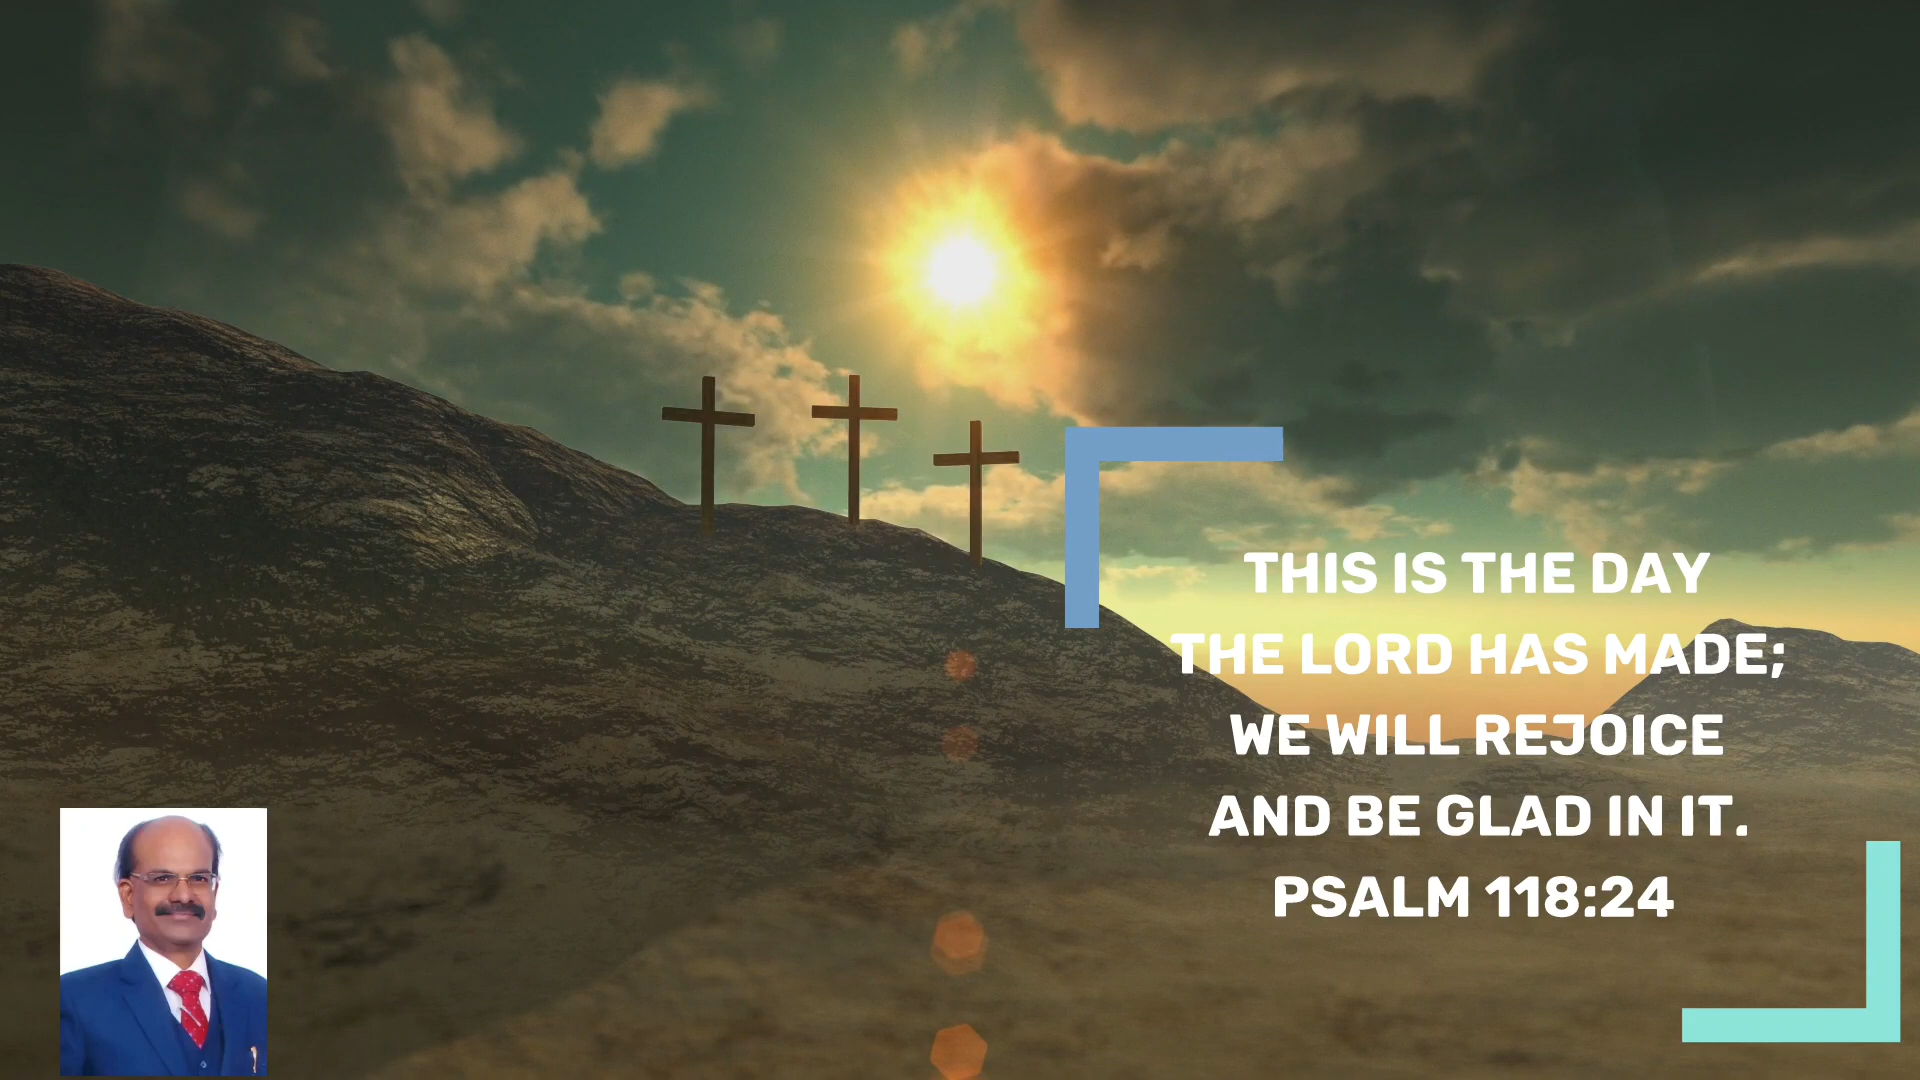 THIS IS THE DAY
THE LORD HAS MADE;
WE WILL REJOICE
AND BE GLAD IN IT.
PSALM 118:24